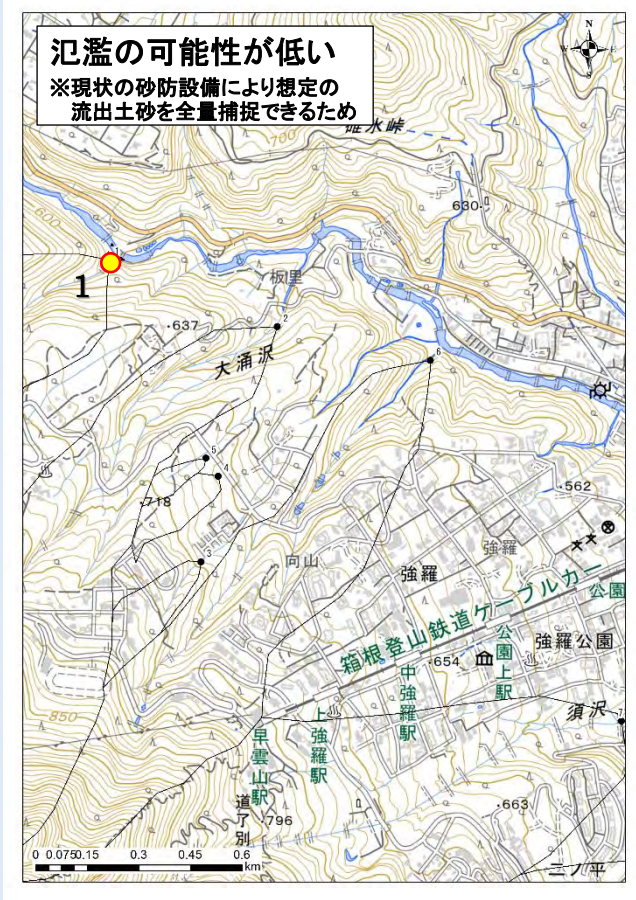 氾濫の可能性が低い
※現状の砂防設備により想定の
流出土砂を全量捕捉できるため
N
W
E
S
700
碓氷峠
630
600
1
1
板里
・637
2
大涌沢
6
5
4
・718
・562
3
向山
強羅
強羅
箱根登山鉄道ケーブルカー
公園
公園上駅
強羅公園
・654
中強羅駅
上強羅駅
早雲山駅
須沢
7
850
道了別
・796
・663
二ノ平
0 0.075 0.15 0.3 0.45 0.6
km